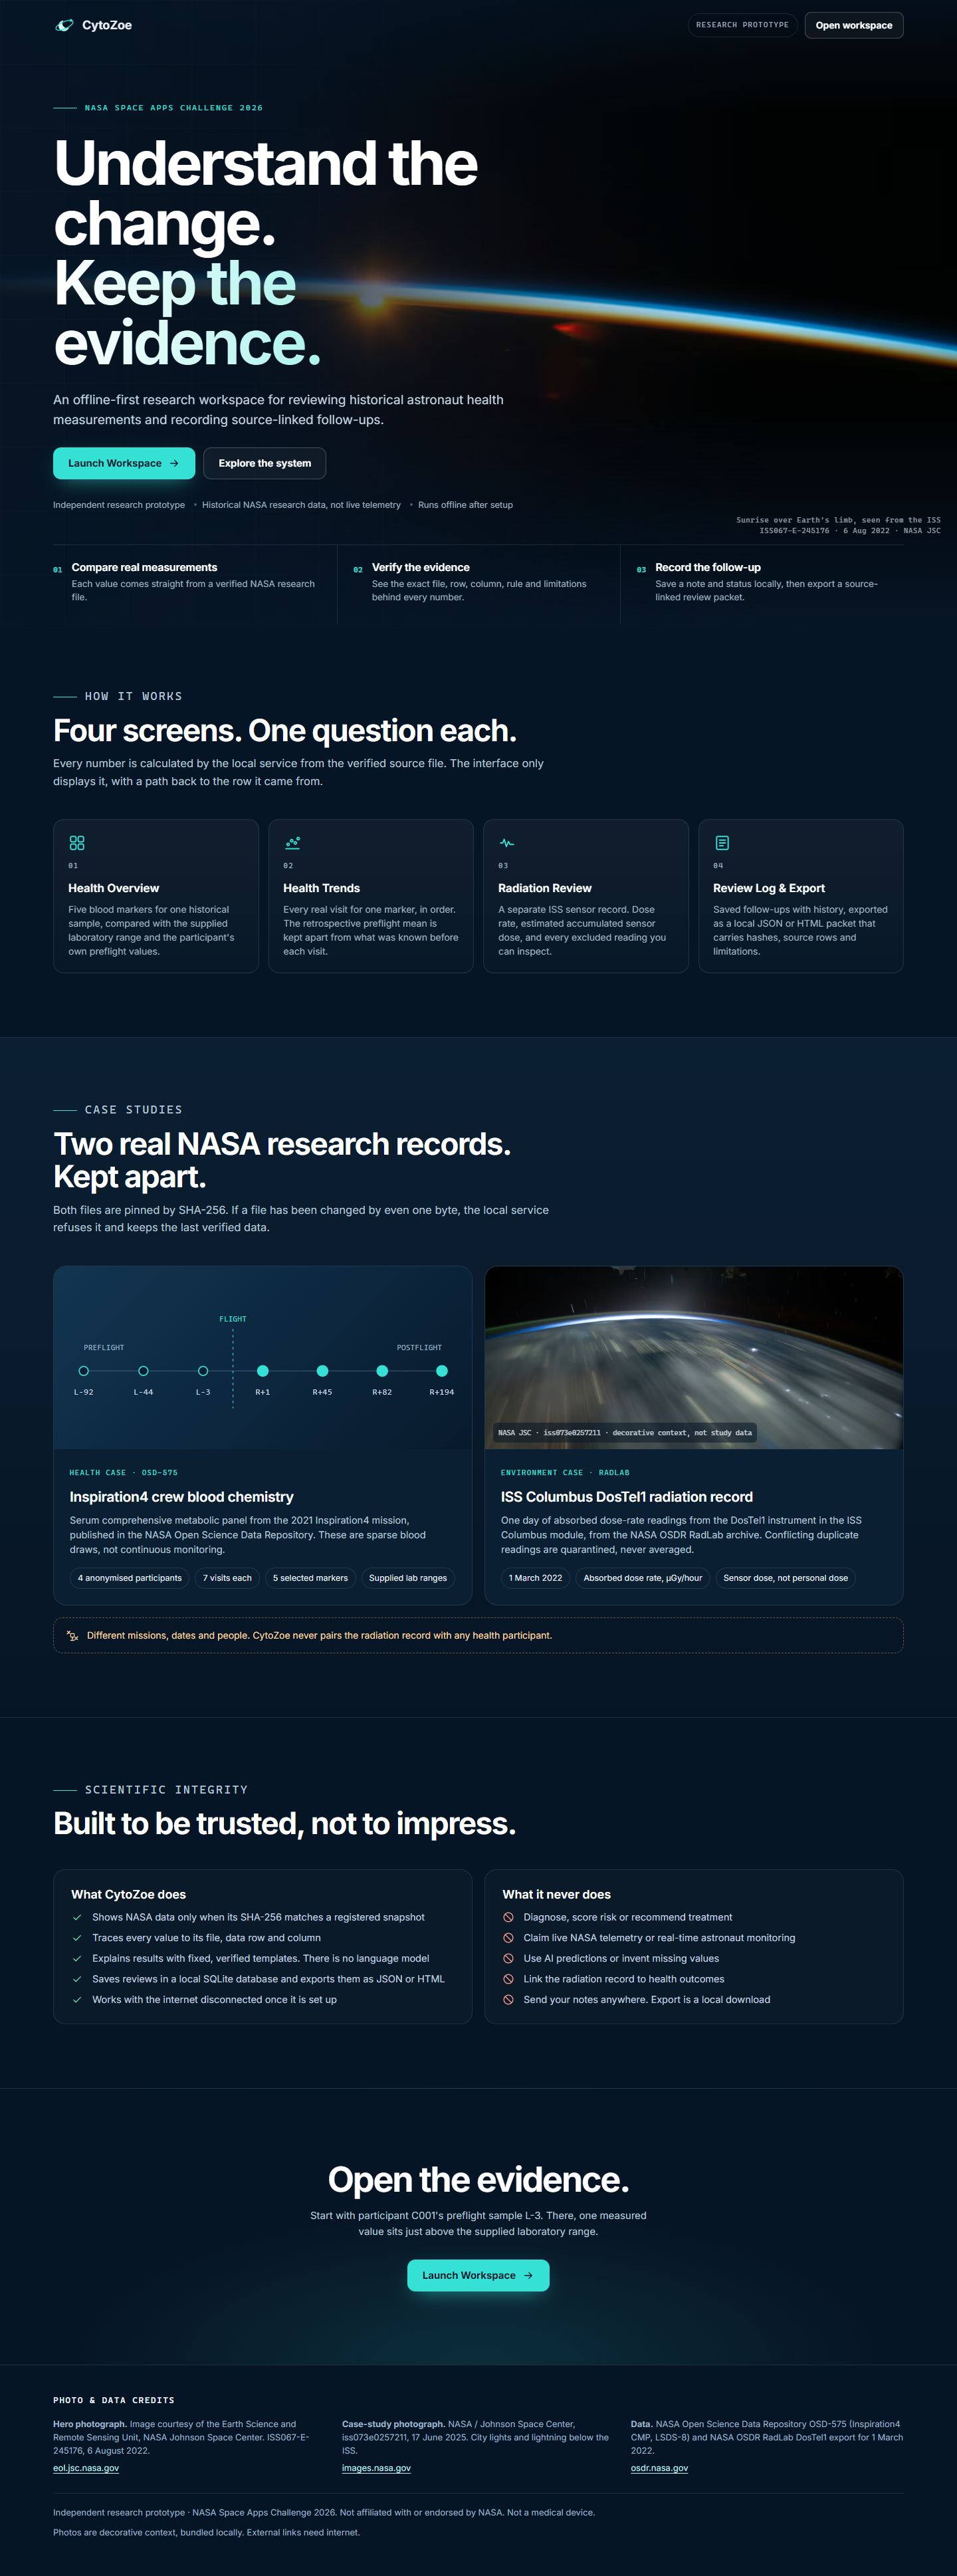 CytoZoe
RESEARCH PROTOTYPE
Open workspace
NASA SPACE APPS CHALLENGE 2026
Understand the
change.
Keep the
evidence.
An offline-first research workspace for reviewing historical astronaut health
measurements and recording source-linked follow-ups.
Launch Workspace →
Explore the system
Independent research prototype • Historical NASA research data, not live telemetry • Runs offline after setup
Sunrise over Earth's limb, seen from the ISS
ISS067-E-245176 · 6 Aug 2022 · NASA JSC
01 Compare real measurements
Each value comes straight from a verified NASA research
file.
02 Verify the evidence
See the exact file, row, column, rule and limitations
behind every number.
03 Record the follow-up
Save a note and status locally, then export a source-
linked review packet.
HOW IT WORKS
Four screens. One question each.
Every number is calculated by the local service from the verified source file. The interface only
displays it, with a path back to the row it came from.
01
Health Overview
Five blood markers for one historical
sample, compared with the supplied
laboratory range and the participant's
own preflight values.
02
Health Trends
Every real visit for one marker, in order.
The retrospective preflight mean is
kept apart from what was known before
each visit.
03
Radiation Review
A separate ISS sensor record. Dose
rate, estimated accumulated sensor
dose, and every excluded reading you
can inspect.
04
Review Log & Export
Saved follow-ups with history, exported
as a local JSON or HTML packet that
carries hashes, source rows and
limitations.
CASE STUDIES
Two real NASA research records.
Kept apart.
Both files are pinned by SHA-256. If a file has been changed by even one byte, the local service
refuses it and keeps the last verified data.
FLIGHT
PREFLIGHT
POSTFLIGHT
L-92 L-44 L-3 R+1 R+45 R+82 R+194
HEALTH CASE · OSD-575
Inspiration4 crew blood chemistry
Serum comprehensive metabolic panel from the 2021 Inspiration4 mission,
published in the NASA Open Science Data Repository. These are sparse blood
draws, not continuous monitoring.
4 anonymised participants
7 visits each
5 selected markers
Supplied lab ranges
NASA JSC · iss073e0257211 · decorative context, not study data
ENVIRONMENT CASE · RADLAB
ISS Columbus DosTel1 radiation record
One day of absorbed dose-rate readings from the DosTel1 instrument in the ISS
Columbus module, from the NASA OSDR RadLab archive. Conflicting duplicate
readings are quarantined, never averaged.
1 March 2022
Absorbed dose rate, µGy/hour
Sensor dose, not personal dose
Different missions, dates and people. CytoZoe never pairs the radiation record with any health participant.
SCIENTIFIC INTEGRITY
Built to be trusted, not to impress.
What CytoZoe does
Shows NASA data only when its SHA-256 matches a registered snapshot
Traces every value to its file, data row and column
Explains results with fixed, verified templates. There is no language model
Saves reviews in a local SQLite database and exports them as JSON or HTML
Works with the internet disconnected once it is set up
What it never does
Diagnose, score risk or recommend treatment
Claim live NASA telemetry or real-time astronaut monitoring
Use AI predictions or invent missing values
Link the radiation record to health outcomes
Send your notes anywhere. Export is a local download
Open the evidence.
Start with participant C001's preflight sample L-3. There, one measured
value sits just above the supplied laboratory range.
Launch Workspace →
PHOTO & DATA CREDITS
Hero photograph. Image courtesy of the Earth Science and
Remote Sensing Unit, NASA Johnson Space Center. ISS067-E-
245176, 6 August 2022.
eol.jsc.nasa.gov
Case-study photograph. NASA / Johnson Space Center,
iss073e0257211, 17 June 2025. City lights and lightning below the
ISS.
images.nasa.gov
Data. NASA Open Science Data Repository OSD-575 (Inspiration4
CMP, LSDS-8) and NASA OSDR RadLab DosTel1 export for 1 March
2022.
osdr.nasa.gov
Independent research prototype · NASA Space Apps Challenge 2026. Not affiliated with or endorsed by NASA. Not a medical device.
Photos are decorative context, bundled locally. External links need internet.